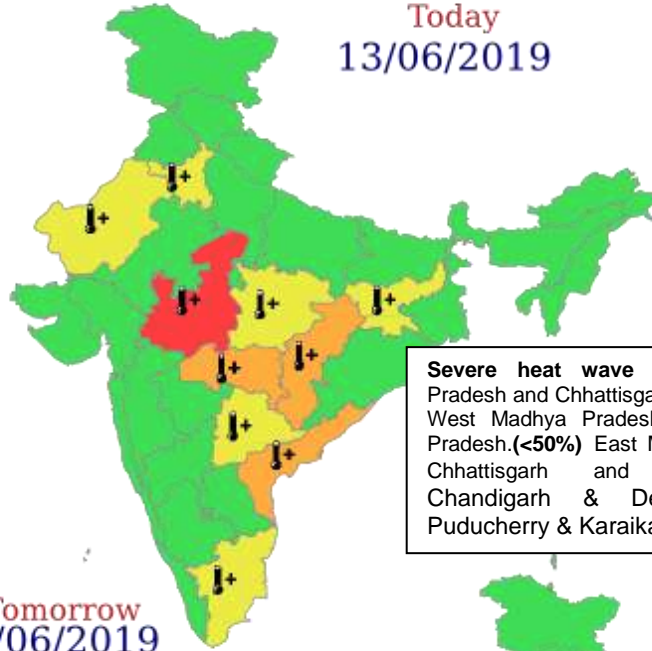 Today
13/06/2019
Severe heat wave
Pradesh and Chhattisga
West Madhya Pradesh
Pradesh.(<50%) East M
Chhattisgarh and
Chandigarh & De
Puducherry & Karaika
omorrow
/06/2019